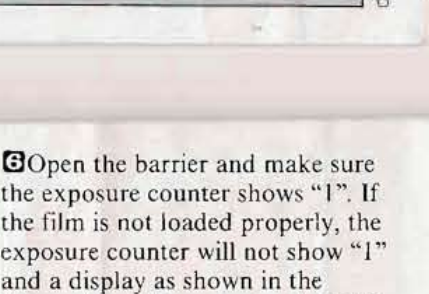 6Open the barrier and make sure
the exposure counter shows “1”. If
the film is not loaded properly, the
exposure counter will not show “1”
and a display as shown in the